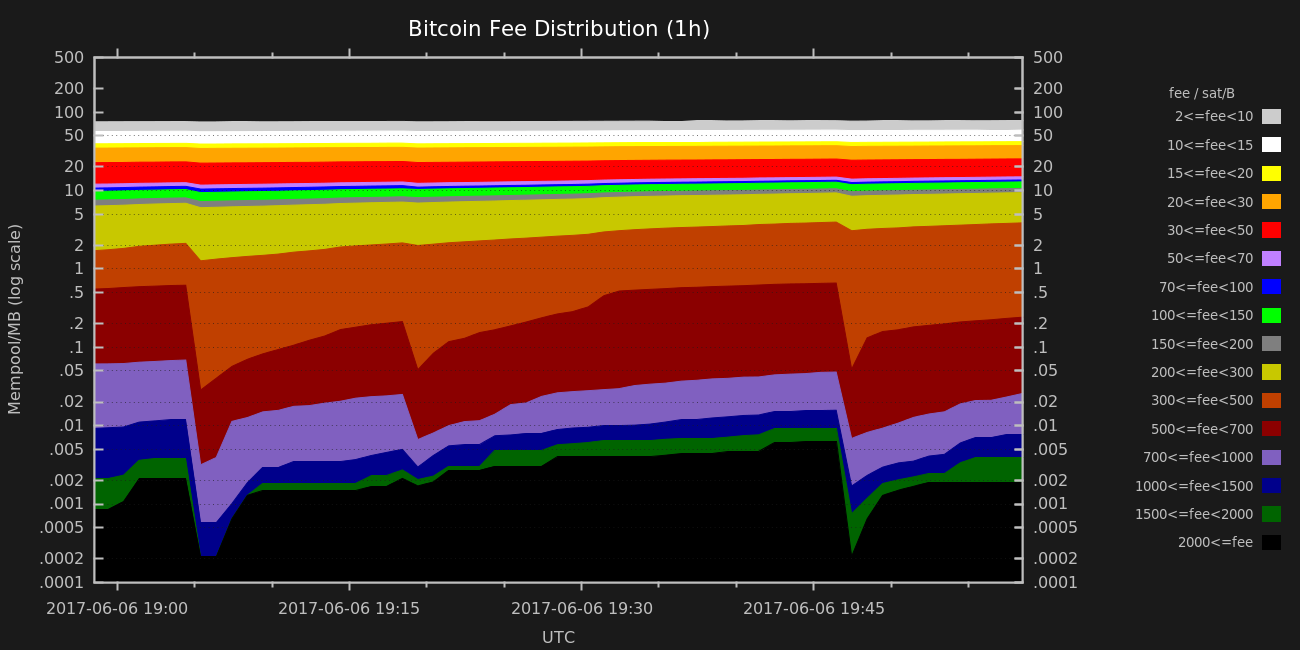 Bitcoin Fee Distribution (1h)
Mempool/MB (log scale)
500
200
100
50
20
10
5
2
1
.5
.2
.1
.05
.02
.01
.005
.002
.001
.0005
.0002
.0001
500
200
100
50
20
10
5
2
1
.5
.2
.1
.05
.02
.01
.005
.002
.001
.0005
.0002
.0001
2017-06-06 19:00
2017-06-06 19:15
2017-06-06 19:30
2017-06-06 19:45
UTC
fee / sat/B
2<=fee<10
10<=fee<15
15<=fee<20
20<=fee<30
30<=fee<50
50<=fee<70
70<=fee<100
100<=fee<150
150<=fee<200
200<=fee<300
300<=fee<500
500<=fee<700
700<=fee<1000
1000<=fee<1500
1500<=fee<2000
2000<=fee